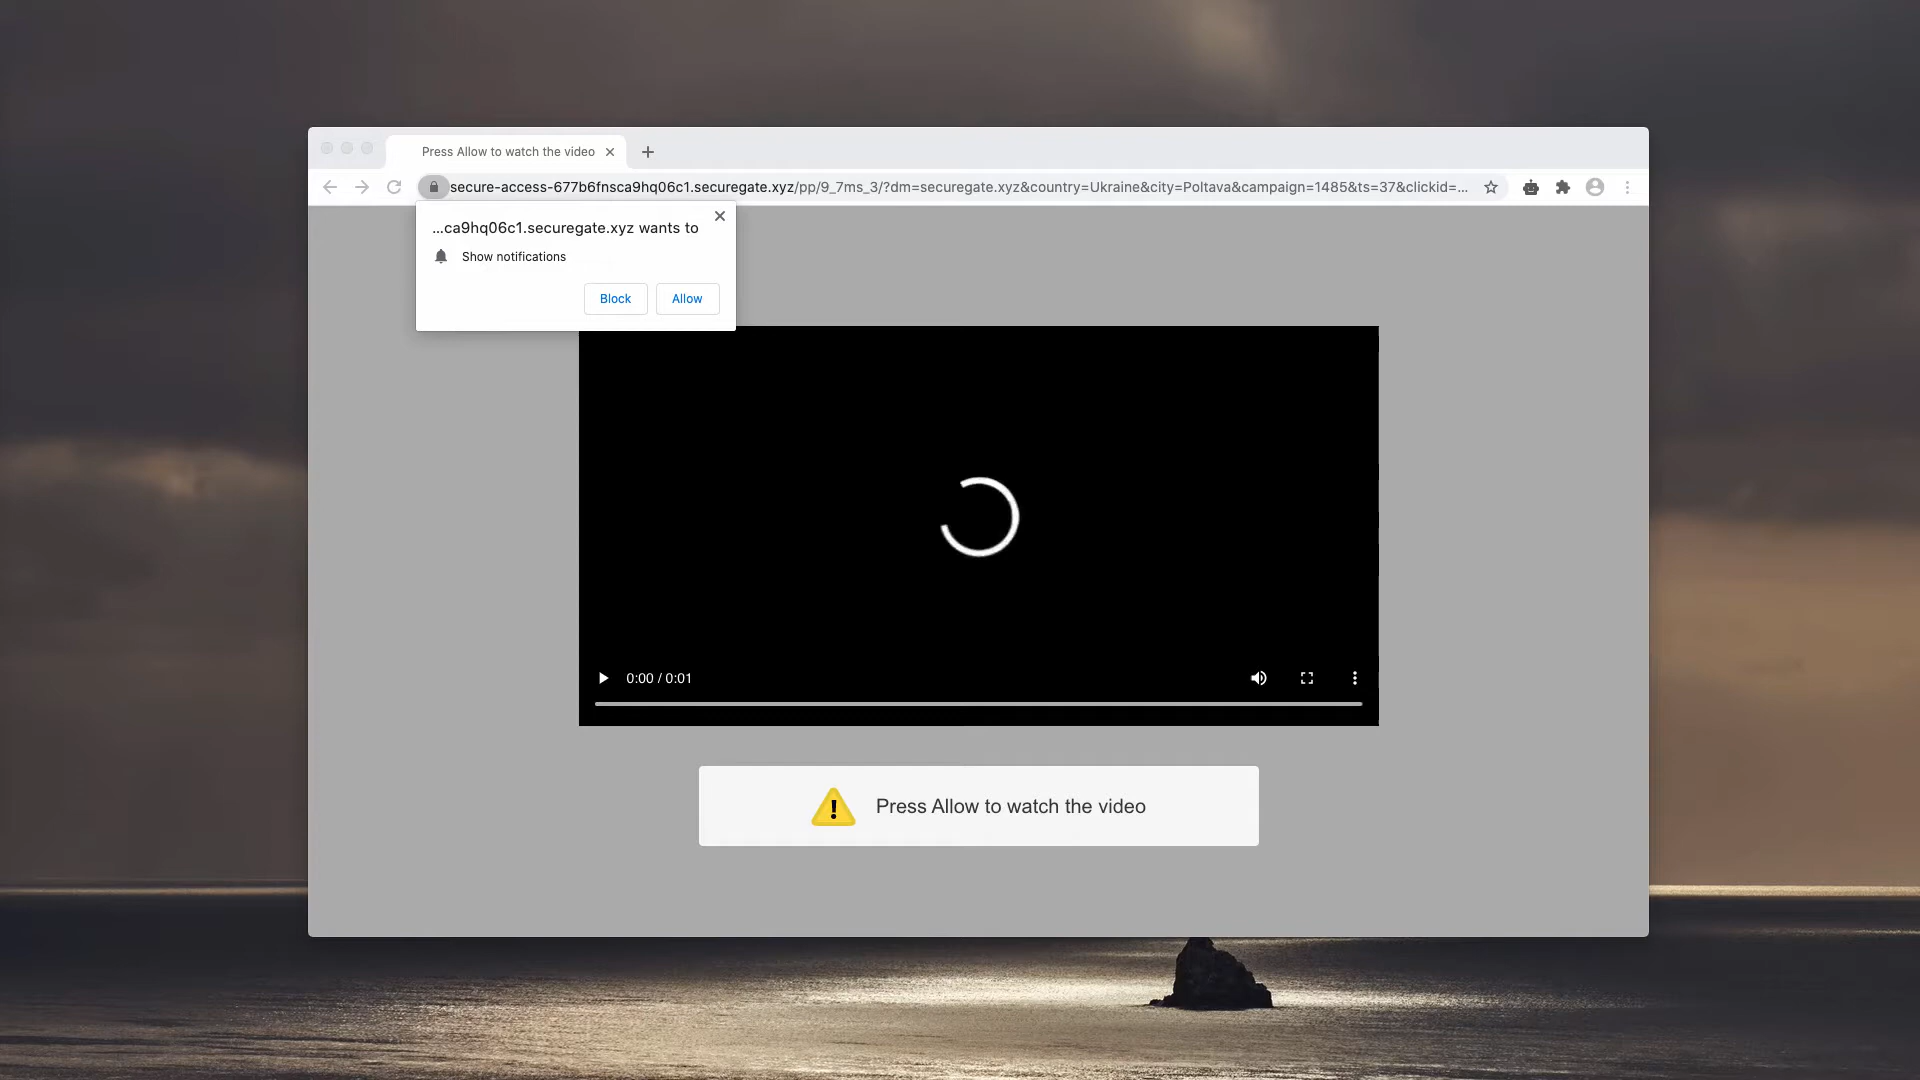 Press Allow to watch the video
secure-access-677b6fnsca9hq06c1.securegate.xyz/pp/9_7ms_3/?dm=securegate.xyz&country=Ukraine&city=Poltava&campaign=1485&ts=37&clickid=...
...ca9hq06c1.securegate.xyz wants to
Show notifications
Block Allow
0:00 / 0:01
Press Allow to watch the video